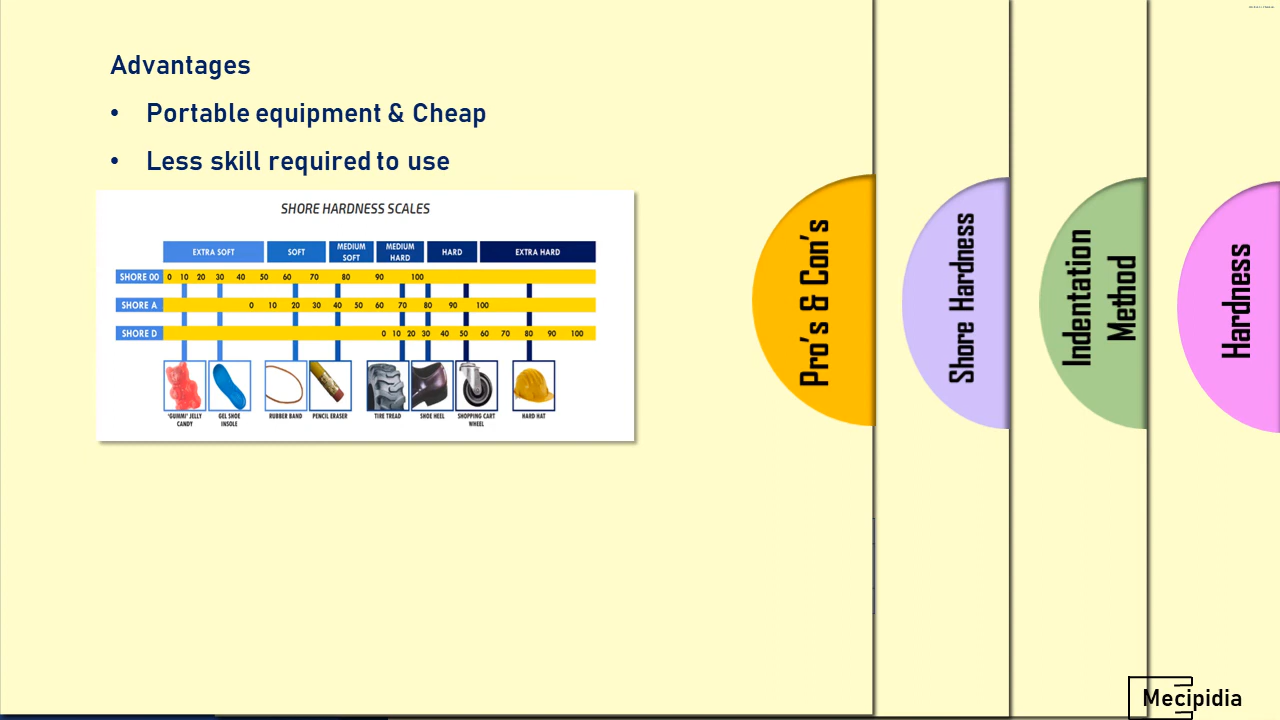 Advantages
• Portable equipment & Cheap
• Less skill required to use
SHORE HARDNESS SCALES
EXTRA SOFT SOFT MEDIUM SOFT MEDIUM HARD HARD EXTRA HARD
SHORE 00 0 10 20 30 40 50 60 70 80 90 100
SHORE A 0 10 20 30 40 50 60 70 80 90 100
SHORE D 0 10 20 30 40 50 60 70 80 90 100
"GUMMI" JELLY CANDY
GEL SHOE INSOLE
RUBBER BAND
PENCIL ERASER
TIRE TREAD
SHOE HEEL
SHOPPING CART WHEEL
HARD HAT
Pro's & Con's
Shore Hardness
Indentation
Method
Hardness
Mecipidia